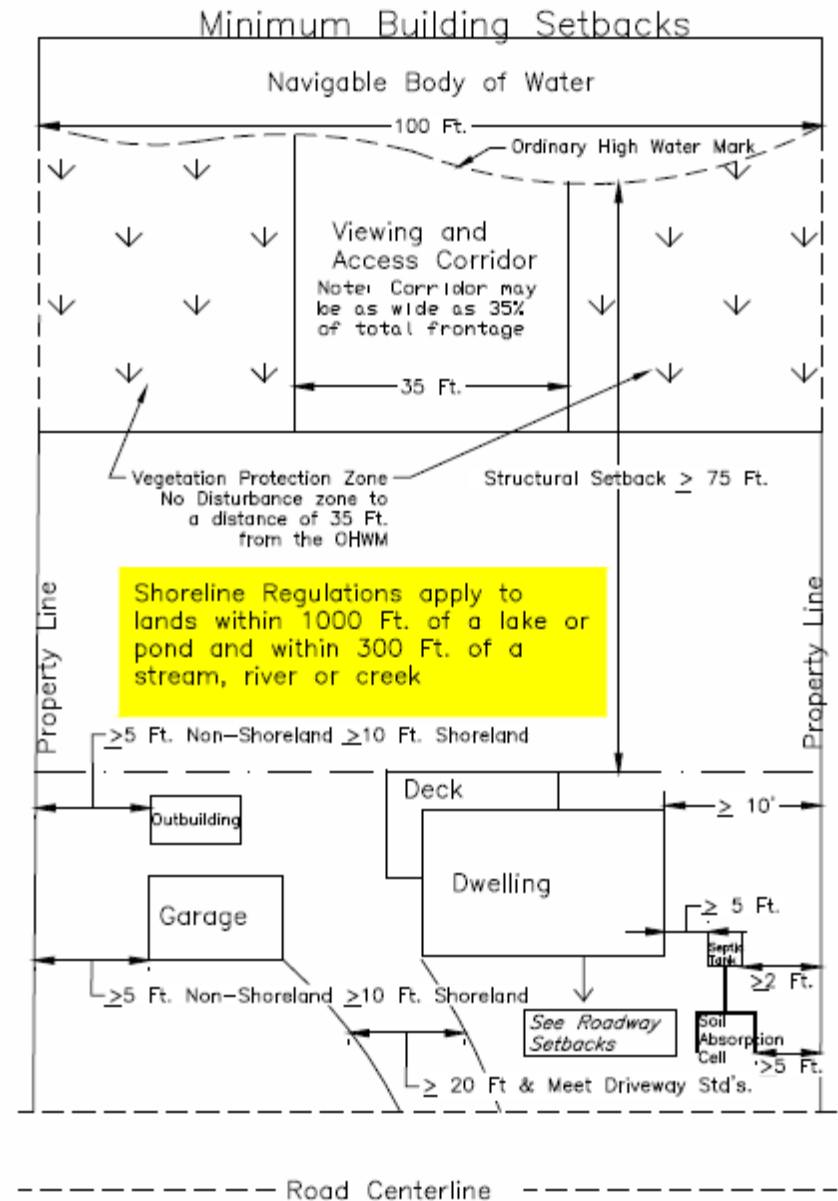 Minimum Building Setbacks
Navigable Body of Water
100 Ft.
Ordinary High Water Mark
Viewing and
Access Corridor
Note: Corridor may
be as wide as 35%
of total frontage
35 Ft.
Vegetation Protection Zone
No Disturbance zone to
a distance of 35 Ft.
from the OHWM
Structural Setback ≥ 75 Ft.
Shoreline Regulations apply to
lands within 1000 Ft. of a lake or
pond and within 300 Ft. of a
stream, river or creek
Property Line
Property Line
≥5 Ft. Non-Shoreland ≥10 Ft. Shoreland
Deck
≥ 10'
Outbuilding
Dwelling
Garage
≥ 5 Ft.
Septic
Tank
≥2 Ft.
≥5 Ft. Non-Shoreland ≥10 Ft. Shoreland
See Roadway
Setbacks
Soil
Absorption
Cell
≥5 Ft.
≥ 20 Ft & Meet Driveway Std's.
Road Centerline